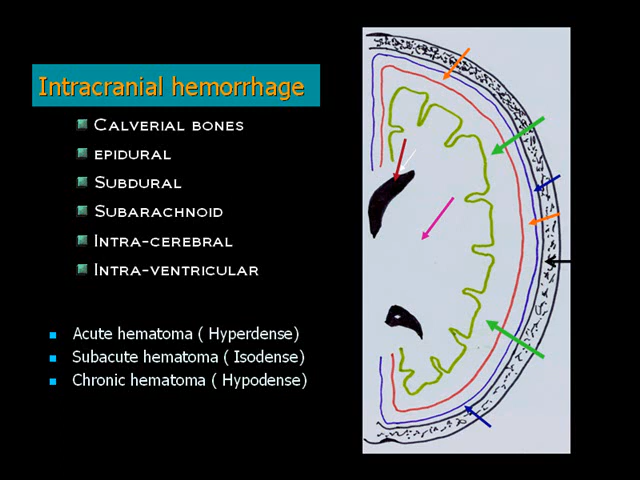 Intracranial hemorrhage
Calverial bones
epidural
Subdural
Subarachnoid
Intra-cerebral
Intra-ventricular
Acute hematoma ( Hyperdense)
Subacute hematoma ( Isodense)
Chronic hematoma ( Hypodense)